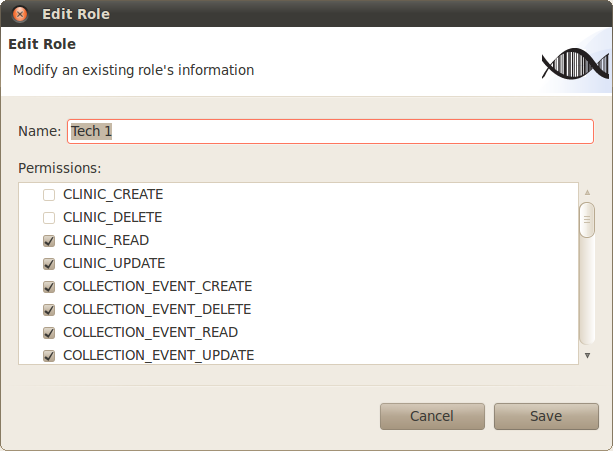 Edit Role
Edit Role
Modify an existing role's information
Name: Tech 1
Permissions:
CLINIC_CREATE
CLINIC_DELETE
CLINIC_READ
CLINIC_UPDATE
COLLECTION_EVENT_CREATE
COLLECTION_EVENT_DELETE
COLLECTION_EVENT_READ
COLLECTION_EVENT_UPDATE
Cancel Save